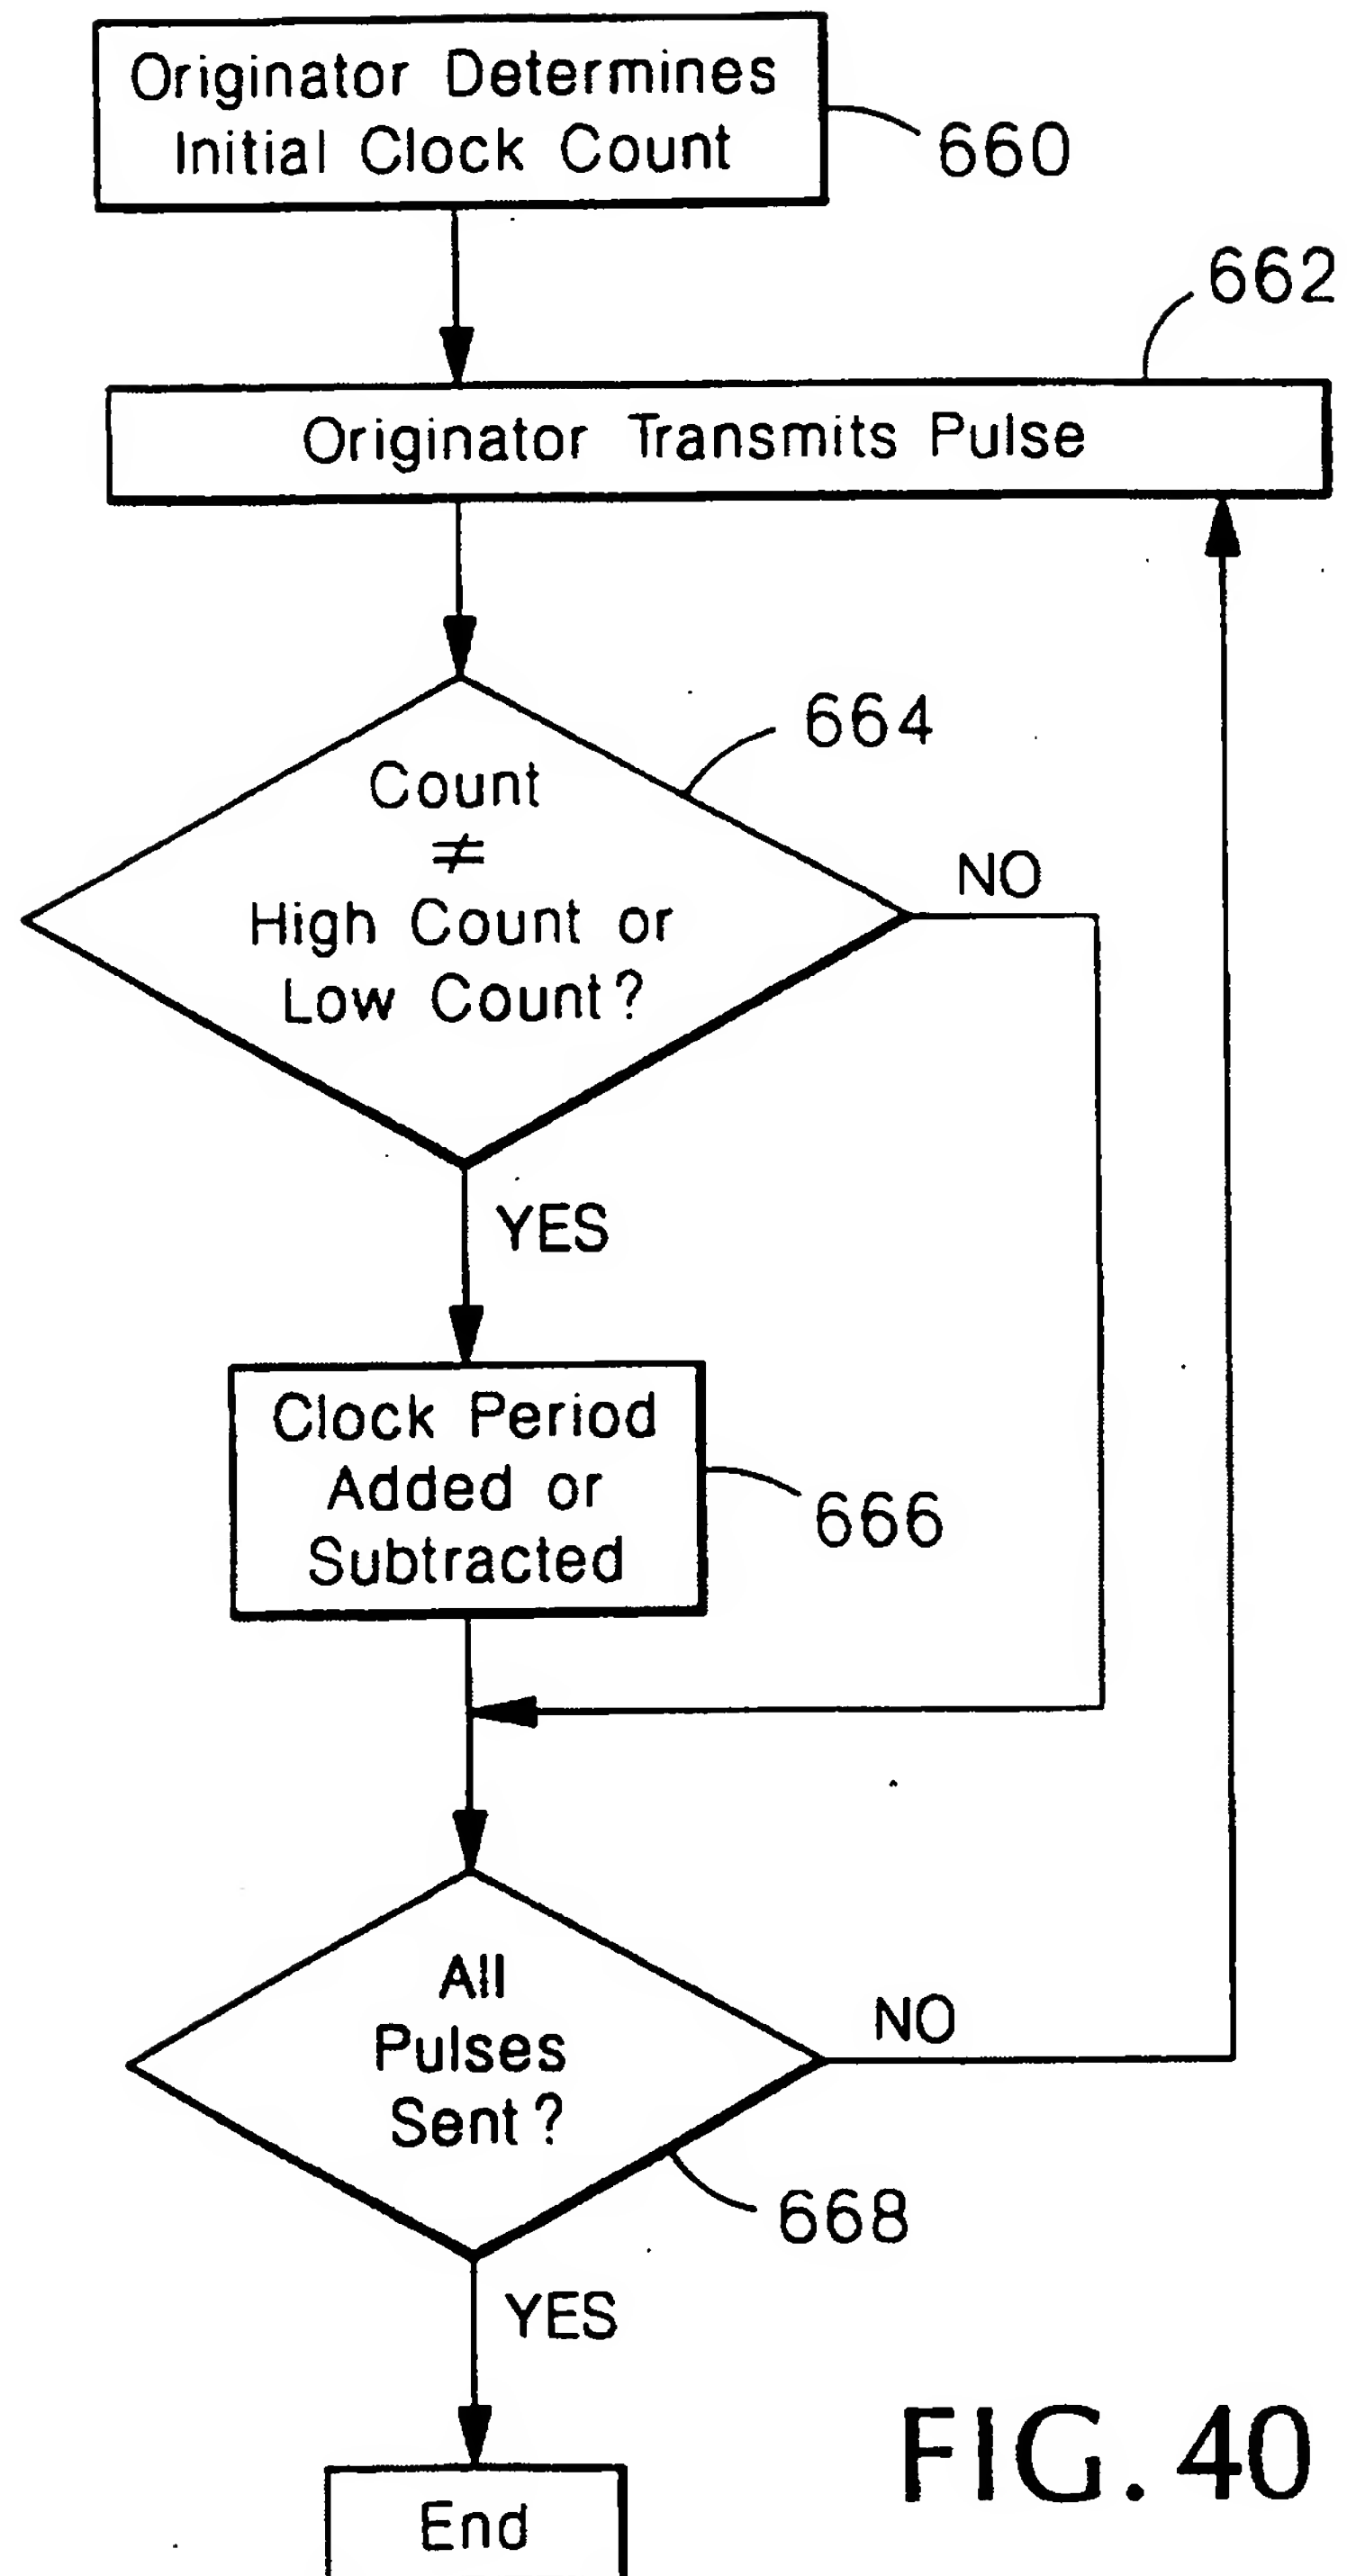 Originator Determines
Initial Clock Count
660
662
Originator Transmits Pulse
664
Count
≠
High Count or
Low Count?
NO
YES
Clock Period
Added or
Subtracted
666
All
Pulses
Sent?
NO
668
YES
End
FIG. 40